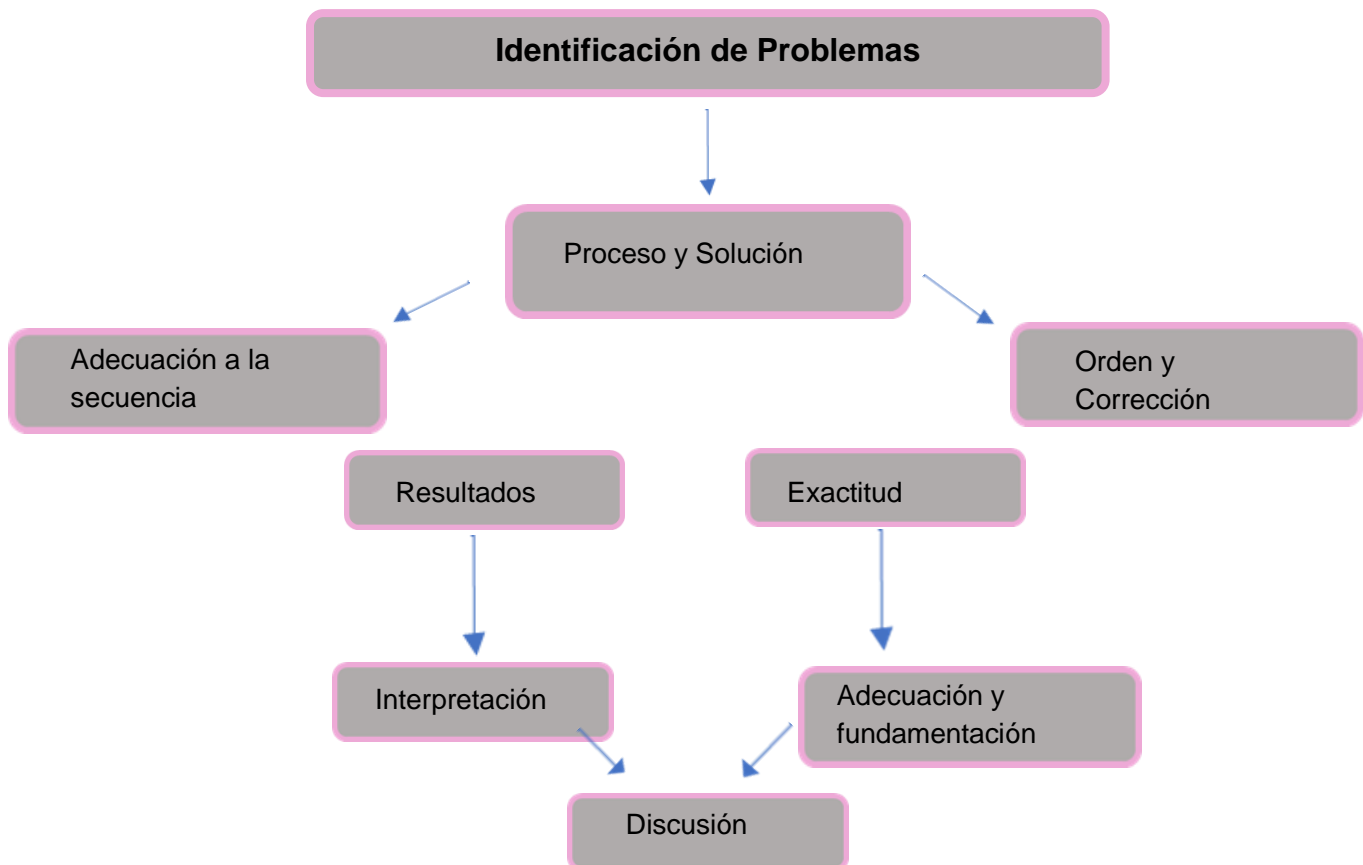 Identificación de Problemas
Proceso y Solución
Adecuación a la
secuencia
Orden y
Corrección
Resultados
Exactitud
Interpretación
Adecuación y
fundamentación
Discusión